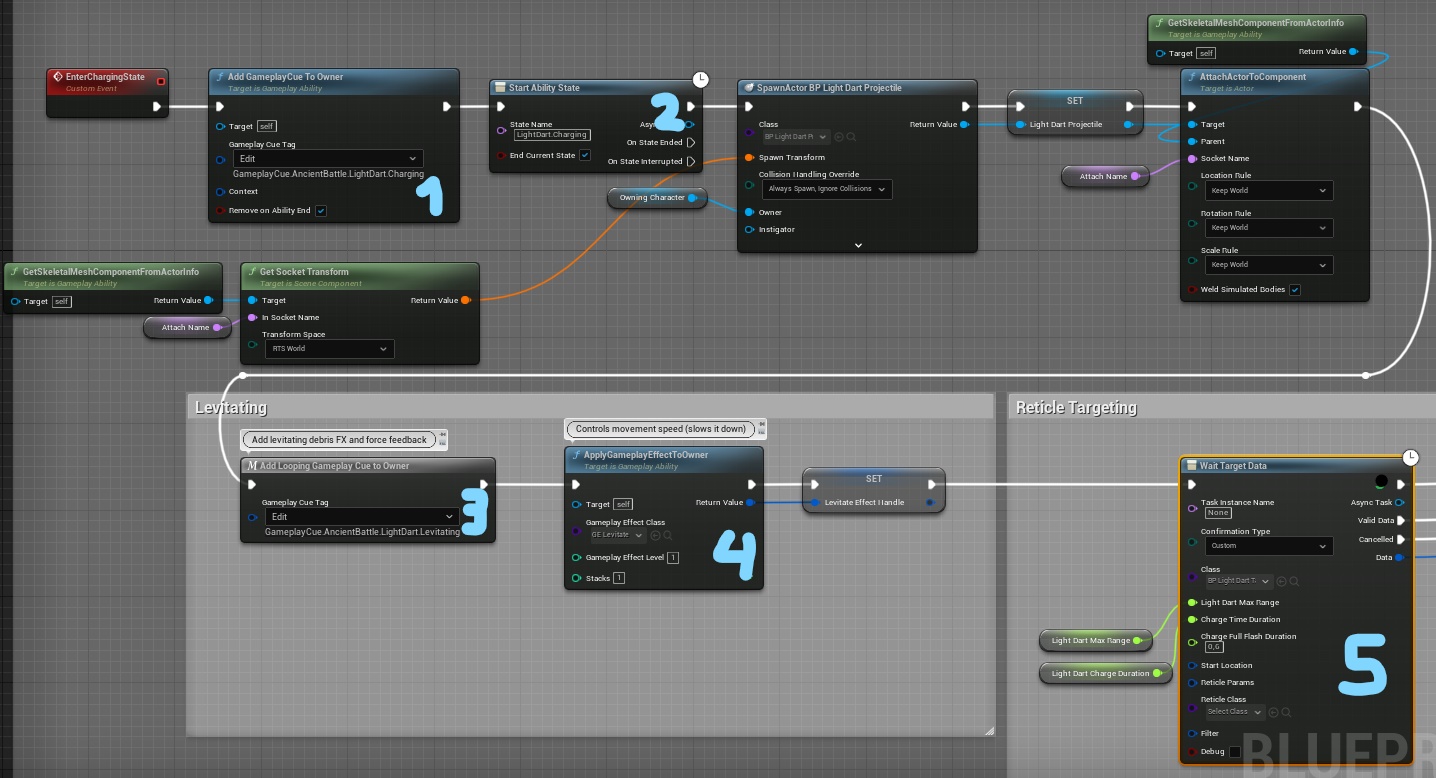 GetSkeletalMeshComponentFromActorInfo
Target is Gameplay Ability
Target self
Return Value
EnterChargingState
Custom Event
Add GameplayCue To Owner
Target is Gameplay Ability
Target self
Gameplay Cue Tag
Edit
GameplayCue.AncientBattle.LightDart.Charging
Context
Remove on Ability End
1
Start Ability State
State Name
LightDart.Charging
End Current State
On State Ended
On State Interrupted
2
Owning Character
SpawnActor BP Light Dart Projectile
Class
Return Value
Spawn Transform
Collision Handling Override
Always Spawn, Ignore Collisions
Owner
Instigator
SET
Light Dart Projectile
Attach Name
AttachActorToComponent
Target is Actor
Target
Parent
Socket Name
Location Rule
Keep World
Rotation Rule
Keep World
Scale Rule
Keep World
Weld Simulated Bodies
GetSkeletalMeshComponentFromActorInfo
Target is Gameplay Ability
Target self
Return Value
Attach Name
Get Socket Transform
Target is Scene Component
Target
Return Value
In Socket Name
Transform Space
RTS World
Levitating
Add levitating debris FX and force feedback
Add Looping Gameplay Cue to Owner
Gameplay Cue Tag
Edit
GameplayCue.AncientBattle.LightDart.Levitating
3
Controls movement speed (slows it down)
ApplyGameplayEffectToOwner
Target is Gameplay Ability
Target self
Return Value
Gameplay Effect Class
GE Levitate
Gameplay Effect Level 1
Stacks 1
4
SET
Levitate Effect Handle
Reticle Targeting
Light Dart Max Range
Light Dart Charge Duration
Wait Target Data
Task Instance Name
None
Async Task
Valid Data
Confirmation Type
Custom
Cancelled
Data
Class
BP Light Dart T
Light Dart Max Range
Charge Time Duration
Charge Full Flash Duration
0,6
Start Location
Reticle Params
Reticle Class
Select Class
Filter
Debug
5
BLUEPR